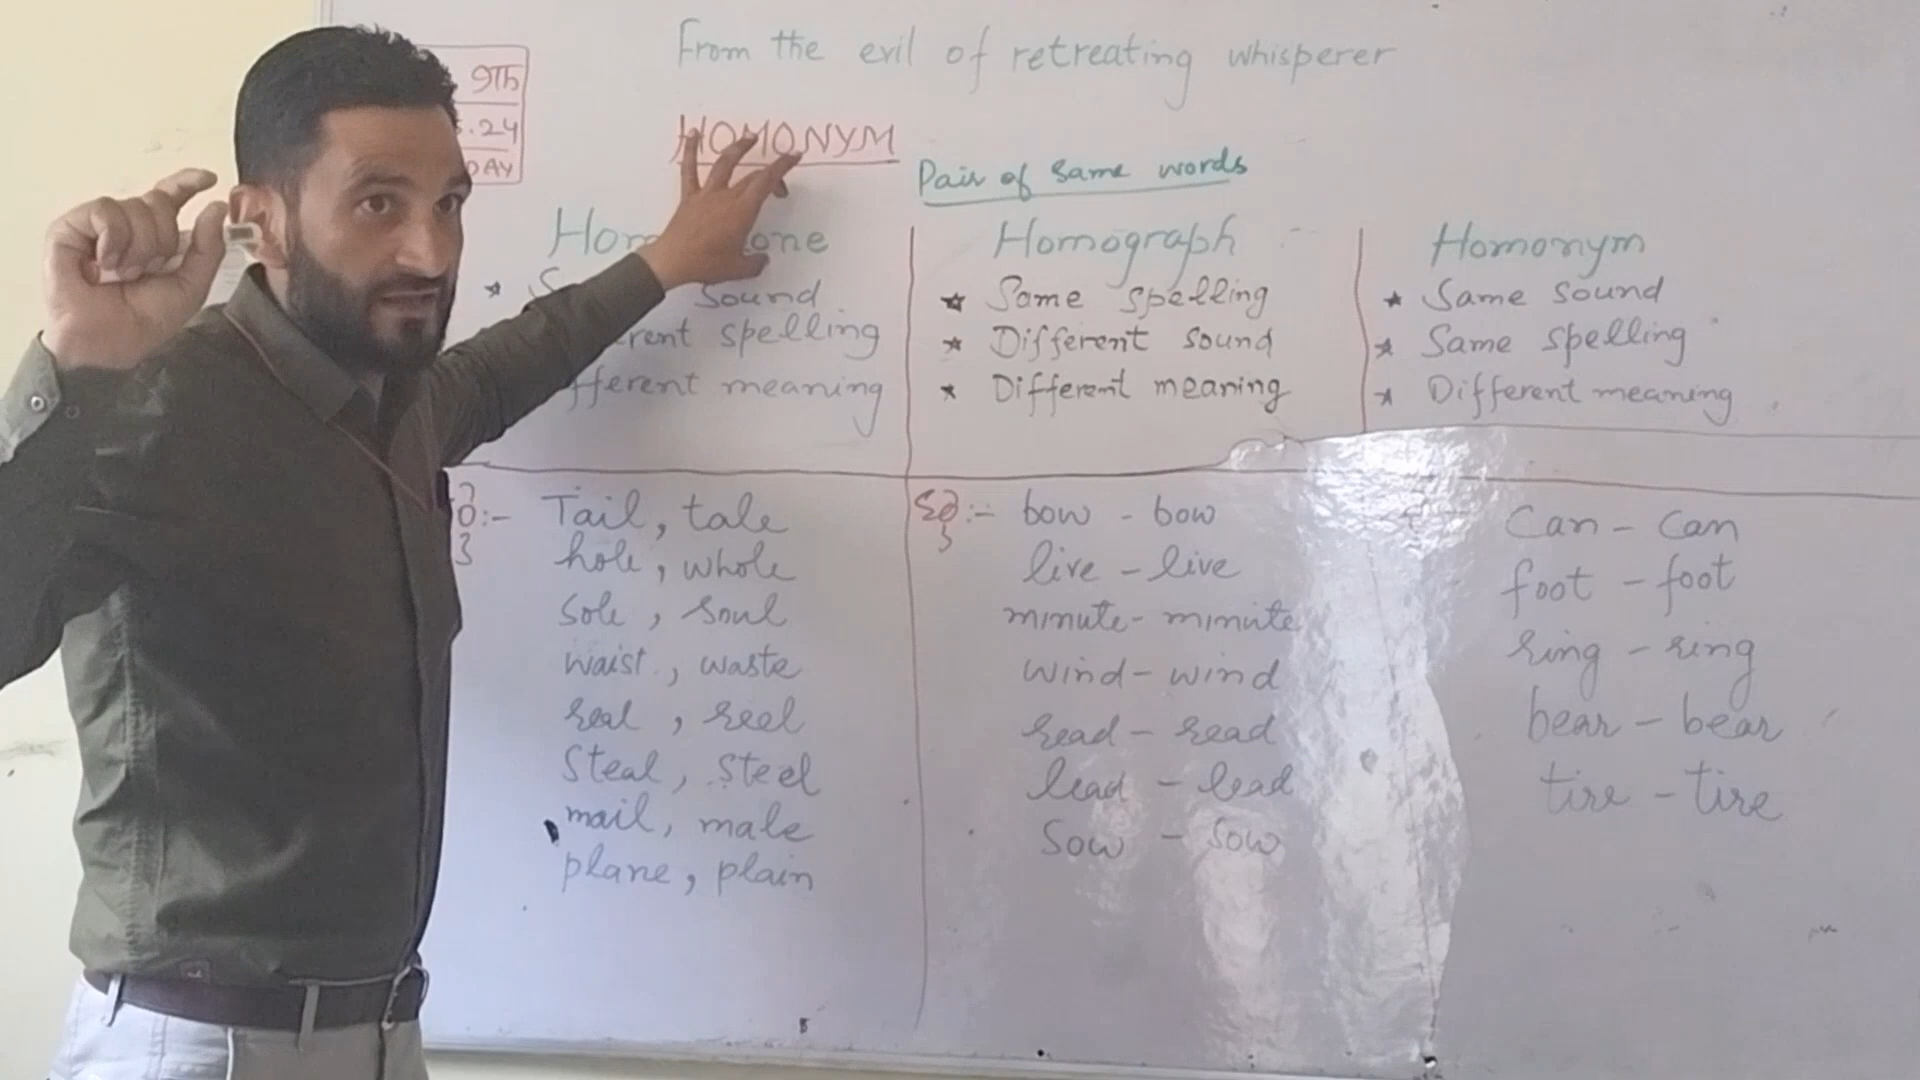 From the evil of retreating whisperer
9Th
.24
DAY
HOMONYM
Pair of same words
Homograph
Homonym
sound
spelling
meaning
* Same spelling
* Different sound
* Different meaning
* Same sound
* Same spelling
* Different meaning
Tail, tale
hole, whole
sole, soul
waist, waste
real, reel
Steal, steel
mail, male
plane, plain
bow - bow
live - live
minute - minute
wind - wind
read - read
lead - lead
Sow - Sow
Can - Can
foot - foot
ring - ring
bear - bear
tire - tire